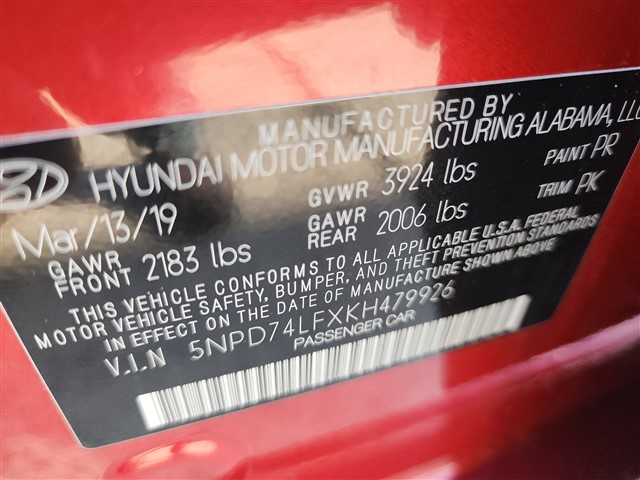 MANUFACTURED BY
HYUNDAI MOTOR MANUFACTURING ALABAMA, LLC
Mar/13/19 GVWR 3924 lbs PAINT PR
GAWR FRONT 2183 lbs GAWR REAR 2006 lbs TRIM PK
THIS VEHICLE CONFORMS TO ALL APPLICABLE U.S.A. FEDERAL
MOTOR VEHICLE SAFETY, BUMPER, AND THEFT PREVENTION STANDARDS
IN EFFECT ON THE DATE OF MANUFACTURE SHOWN ABOVE
V.I.N 5NPD74LFXKH479926
PASSENGER CAR